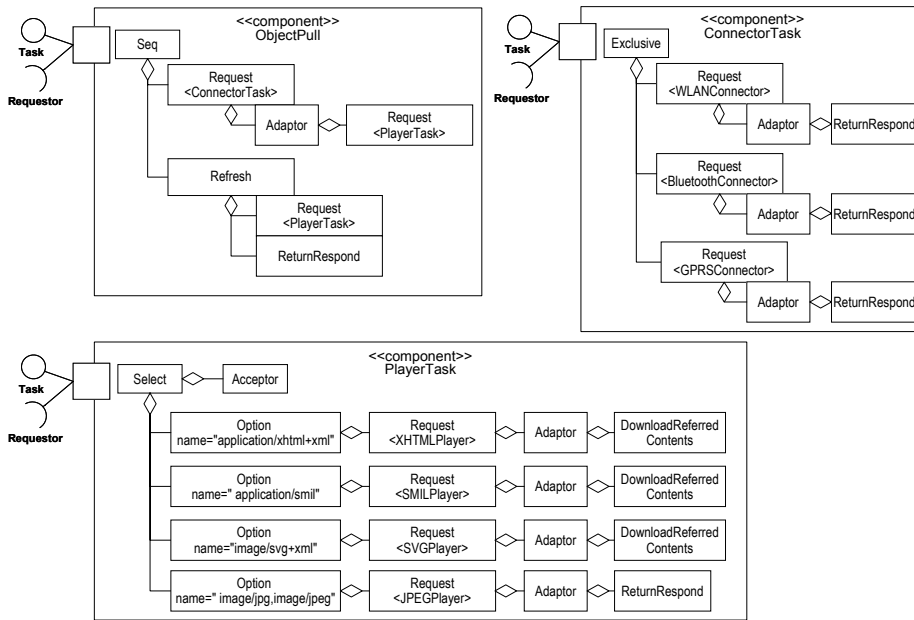 <<component>>
ObjectPull
Task
Requestor
Seq
Request
<ConnectorTask>
Adaptor
Request
<PlayerTask>
Refresh
Request
<PlayerTask>
ReturnRespond
<<component>>
ConnectorTask
Task
Requestor
Exclusive
Request
<WLANConnector>
Adaptor
ReturnRespond
Request
<BluetoothConnector>
Adaptor
ReturnRespond
Request
<GPRSConnector>
Adaptor
ReturnRespond
<<component>>
PlayerTask
Task
Requestor
Select
Acceptor
Option
name="application/xhtml+xml"
Request
<XHTMLPlayer>
Adaptor
DownloadReferred
Contents
Option
name=" application/smil"
Request
<SMILPlayer>
Adaptor
DownloadReferred
Contents
Option
name="image/svg+xml"
Request
<SVGPlayer>
Adaptor
DownloadReferred
Contents
Option
name=" image/jpg,image/jpeg"
Request
<JPEGPlayer>
Adaptor
ReturnRespond